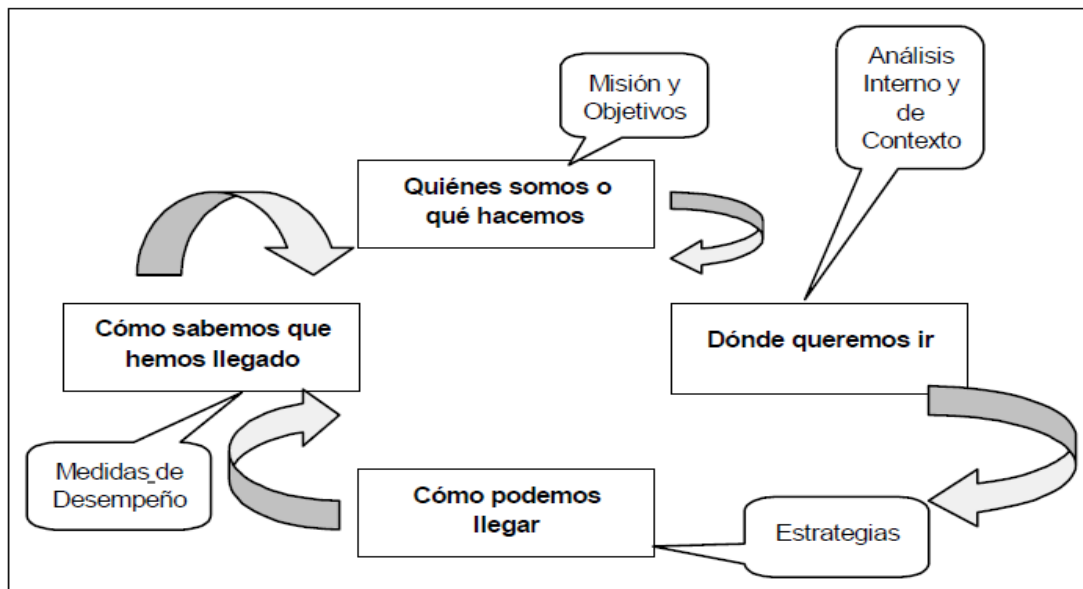 Misión y
Objetivos
Análisis
Interno y
de
Contexto
Quiénes somos o
qué hacemos
Cómo sabemos que
hemos llegado
Dónde queremos ir
Medidas de
Desempeño
Cómo podemos
llegar
Estrategias